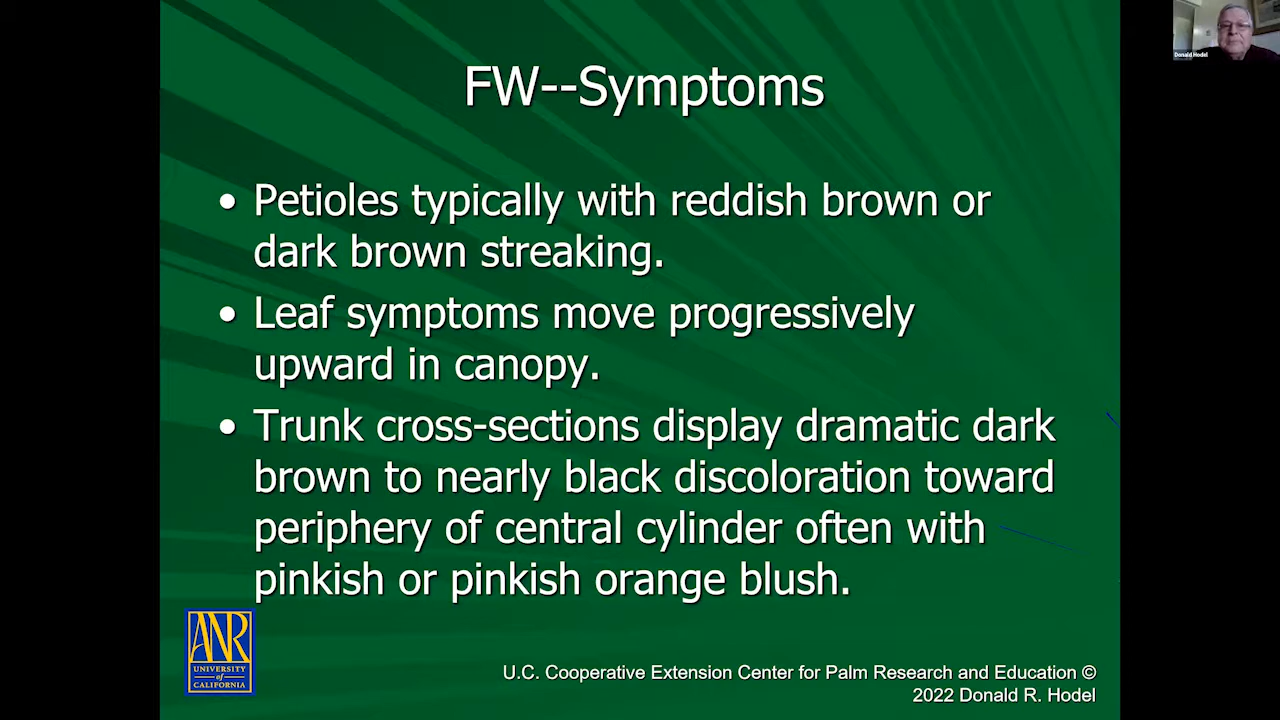 Donald Hodel
FW--Symptoms
• Petioles typically with reddish brown or
dark brown streaking.
• Leaf symptoms move progressively
upward in canopy.
• Trunk cross-sections display dramatic dark
brown to nearly black discoloration toward
periphery of central cylinder often with
pinkish or pinkish orange blush.
ANR
UNIVERSITY
of
CALIFORNIA
U.C. Cooperative Extension Center for Palm Research and Education ©
2022 Donald R. Hodel